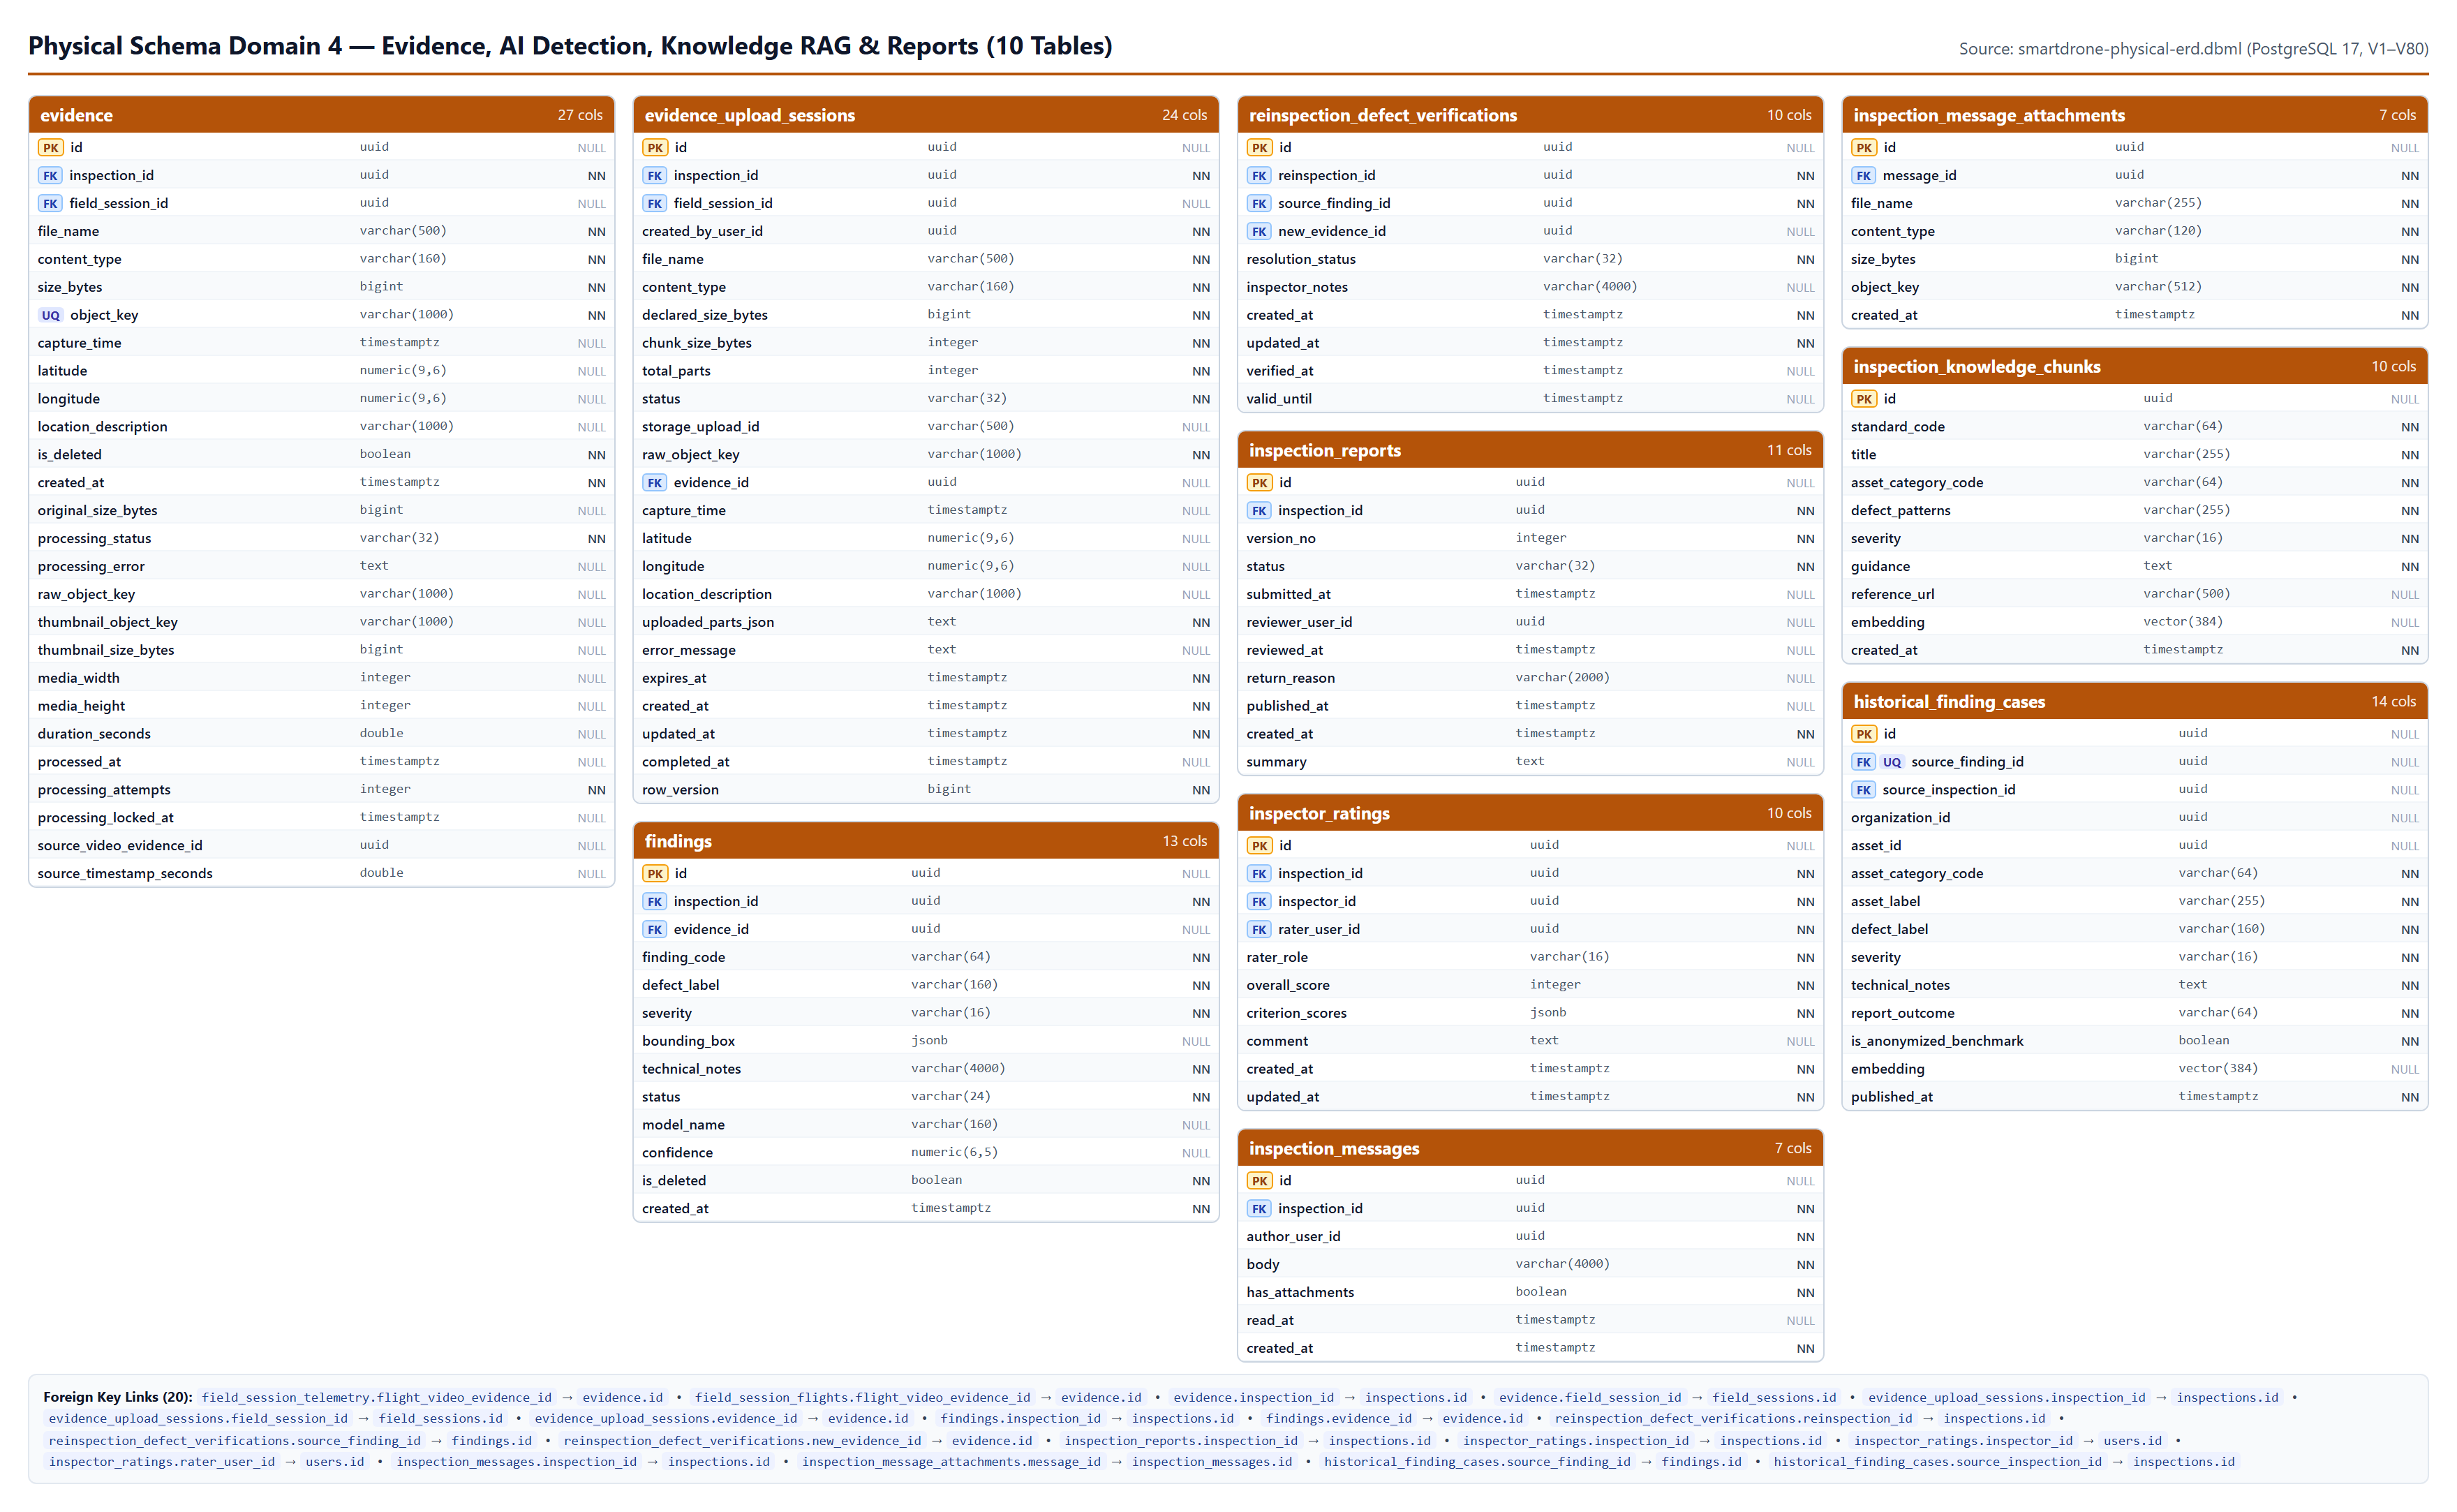 Physical Schema Domain 4 — Evidence, AI Detection, Knowledge RAG & Reports (10 Tables)
Source: smartdrone-physical-erd.dbml (PostgreSQL 17, V1–V80)
evidence 27 cols
PK id uuid NULL
FK inspection_id uuid NN
FK field_session_id uuid NULL
file_name varchar(500) NN
content_type varchar(160) NN
size_bytes bigint NN
UQ object_key varchar(1000) NN
capture_time timestamptz NULL
latitude numeric(9,6) NULL
longitude numeric(9,6) NULL
location_description varchar(1000) NULL
is_deleted boolean NN
created_at timestamptz NN
original_size_bytes bigint NULL
processing_status varchar(32) NN
processing_error text NULL
raw_object_key varchar(1000) NULL
thumbnail_object_key varchar(1000) NULL
thumbnail_size_bytes bigint NULL
media_width integer NULL
media_height integer NULL
duration_seconds double NULL
processed_at timestamptz NULL
processing_attempts integer NN
processing_locked_at timestamptz NULL
source_video_evidence_id uuid NULL
source_timestamp_seconds double NULL
evidence_upload_sessions 24 cols
PK id uuid NULL
FK inspection_id uuid NN
FK field_session_id uuid NULL
created_by_user_id uuid NN
file_name varchar(500) NN
content_type varchar(160) NN
declared_size_bytes bigint NN
chunk_size_bytes integer NN
total_parts integer NN
status varchar(32) NN
storage_upload_id varchar(500) NULL
raw_object_key varchar(1000) NN
FK evidence_id uuid NULL
capture_time timestamptz NULL
latitude numeric(9,6) NULL
longitude numeric(9,6) NULL
location_description varchar(1000) NULL
uploaded_parts_json text NN
error_message text NULL
expires_at timestamptz NN
created_at timestamptz NN
updated_at timestamptz NN
completed_at timestamptz NULL
row_version bigint NN
findings 13 cols
PK id uuid NULL
FK inspection_id uuid NN
FK evidence_id uuid NULL
finding_code varchar(64) NN
defect_label varchar(160) NN
severity varchar(16) NN
bounding_box jsonb NULL
technical_notes varchar(4000) NN
status varchar(24) NN
model_name varchar(160) NULL
confidence numeric(6,5) NULL
is_deleted boolean NN
created_at timestamptz NN
reinspection_defect_verifications 10 cols
PK id uuid NULL
FK reinspection_id uuid NN
FK source_finding_id uuid NN
FK new_evidence_id uuid NULL
resolution_status varchar(32) NN
inspector_notes varchar(4000) NULL
created_at timestamptz NN
updated_at timestamptz NN
verified_at timestamptz NULL
valid_until timestamptz NULL
inspection_reports 11 cols
PK id uuid NULL
FK inspection_id uuid NN
version_no integer NN
status varchar(32) NN
submitted_at timestamptz NULL
reviewer_user_id uuid NULL
reviewed_at timestamptz NULL
return_reason varchar(2000) NULL
published_at timestamptz NULL
created_at timestamptz NN
summary text NULL
inspector_ratings 10 cols
PK id uuid NULL
FK inspection_id uuid NN
FK inspector_id uuid NN
FK rater_user_id uuid NN
rater_role varchar(16) NN
overall_score integer NN
criterion_scores jsonb NN
comment text NULL
created_at timestamptz NN
updated_at timestamptz NN
inspection_messages 7 cols
PK id uuid NULL
FK inspection_id uuid NN
author_user_id uuid NN
body varchar(4000) NN
has_attachments boolean NN
read_at timestamptz NULL
created_at timestamptz NN
inspection_message_attachments 7 cols
PK id uuid NULL
FK message_id uuid NN
file_name varchar(255) NN
content_type varchar(120) NN
size_bytes bigint NN
object_key varchar(512) NN
created_at timestamptz NN
inspection_knowledge_chunks 10 cols
PK id uuid NULL
standard_code varchar(64) NN
title varchar(255) NN
asset_category_code varchar(64) NN
defect_patterns varchar(255) NN
severity varchar(16) NN
guidance text NN
reference_url varchar(500) NULL
embedding vector(384) NULL
created_at timestamptz NN
historical_finding_cases 14 cols
PK id uuid NULL
FK UQ source_finding_id uuid NULL
FK source_inspection_id uuid NULL
organization_id uuid NULL
asset_id uuid NULL
asset_category_code varchar(64) NN
asset_label varchar(255) NN
defect_label varchar(160) NN
severity varchar(16) NN
technical_notes text NN
report_outcome varchar(64) NN
is_anonymized_benchmark boolean NN
embedding vector(384) NULL
published_at timestamptz NN
Foreign Key Links (20): field_session_telemetry.flight_video_evidence_id → evidence.id • field_session_flights.flight_video_evidence_id → evidence.id • evidence.inspection_id → inspections.id • evidence.field_session_id → field_sessions.id • evidence_upload_sessions.inspection_id → inspections.id •
evidence_upload_sessions.field_session_id → field_sessions.id • evidence_upload_sessions.evidence_id → evidence.id • findings.inspection_id → inspections.id • findings.evidence_id → evidence.id • reinspection_defect_verifications.reinspection_id → inspections.id •
reinspection_defect_verifications.source_finding_id → findings.id • reinspection_defect_verifications.new_evidence_id → evidence.id • inspection_reports.inspection_id → inspections.id • inspector_ratings.inspection_id → inspections.id • inspector_ratings.inspector_id → users.id •
inspector_ratings.rater_user_id → users.id • inspection_messages.inspection_id → inspections.id • inspection_message_attachments.message_id → inspection_messages.id • historical_finding_cases.source_finding_id → findings.id • historical_finding_cases.source_inspection_id → inspections.id